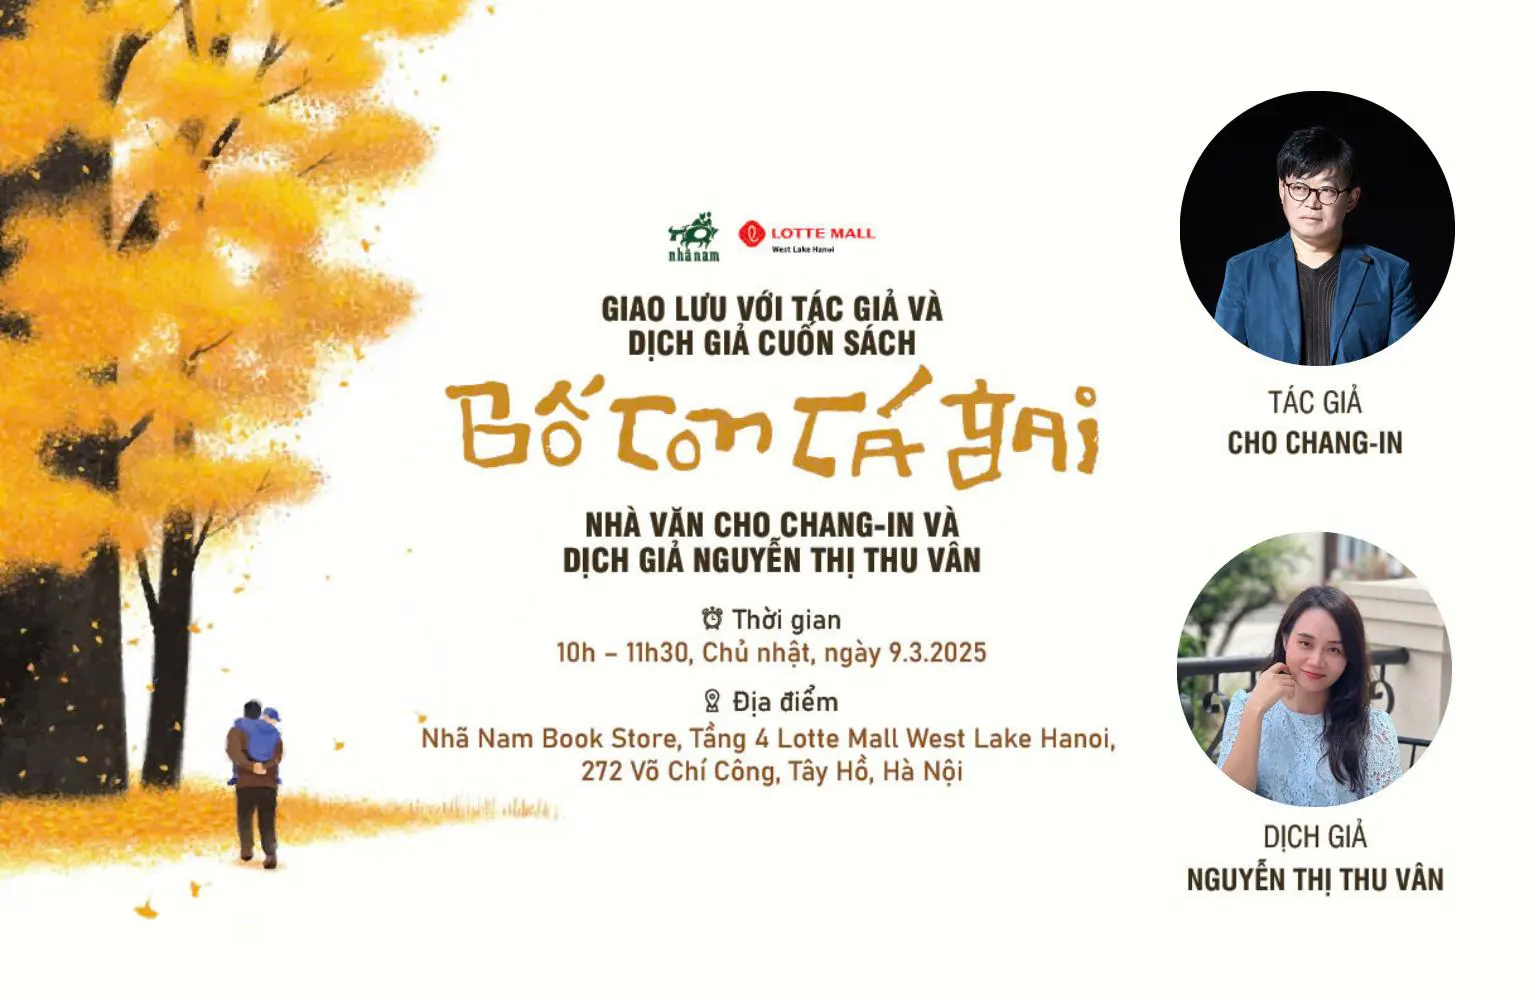 nhã nam
LOTTE MALL
West Lake Hanoi
GIAO LƯU VỚI TÁC GIẢ VÀ
DỊCH GIẢ CUỐN SÁCH
Bố con cá gai
NHÀ VĂN CHO CHANG-IN VÀ
DỊCH GIẢ NGUYỄN THỊ THU VÂN
Thời gian
10h – 11h30, Chủ nhật, ngày 9.3.2025
Địa điểm
Nhã Nam Book Store, Tầng 4 Lotte Mall West Lake Hanoi,
272 Võ Chí Công, Tây Hồ, Hà Nội
TÁC GIẢ
CHO CHANG-IN
DỊCH GIẢ
NGUYỄN THỊ THU VÂN